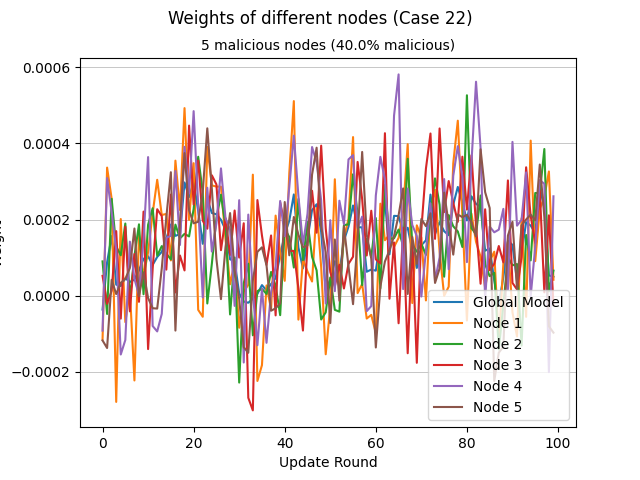 Weights of different nodes (Case 22)
5 malicious nodes (40.0% malicious)
0.0006
0.0004
0.0002
0.0000
−0.0002
0
20
40
60
80
100
Update Round
Global Model
Node 1
Node 2
Node 3
Node 4
Node 5